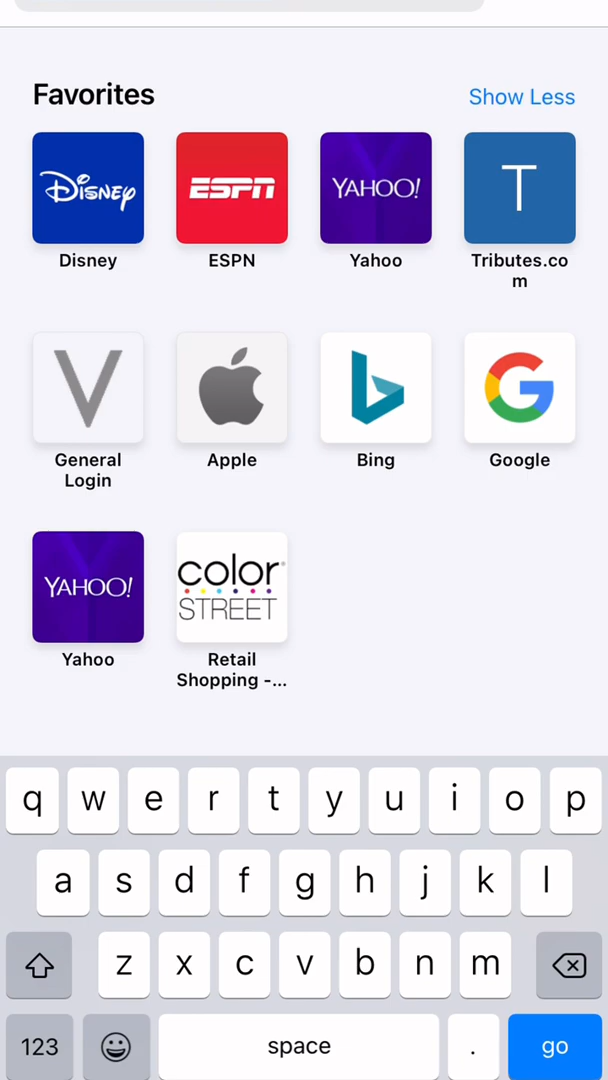 Favorites
Show Less
Disney
ESPN
YAHOO!
T
Disney
ESPN
Yahoo
Tributes.co
m
V
G
General
Login
Apple
Bing
Google
YAHOO!
color
STREET
Yahoo
Retail
Shopping -...
q w e r t y u i o p
a s d f g h j k l
z x c v b n m
123
space
.
go